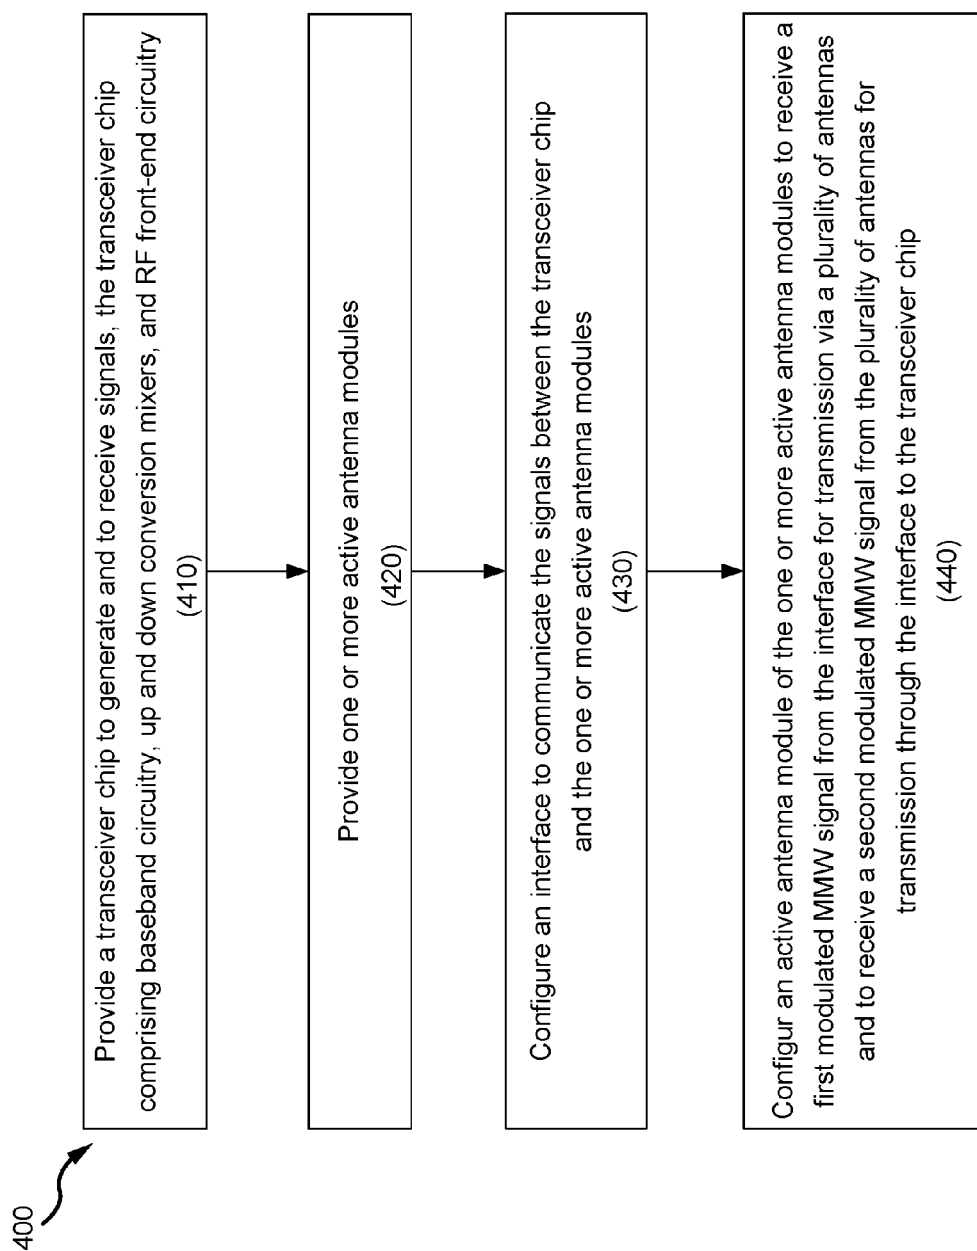 400
Provide a transceiver chip to generate and to receive signals, the transceiver chip
comprising baseband circuitry, up and down conversion mixers, and RF front-end circuitry
(410)
Provide one or more active antenna modules
(420)
Configure an interface to communicate the signals between the transceiver chip
and the one or more active antenna modules
(430)
Configur an active antenna module of the one or more active antenna modules to receive a
first modulated MMW signal from the interface for transmission via a plurality of antennas
and to receive a second modulated MMW signal from the plurality of antennas for
transmission through the interface to the transceiver chip
(440)